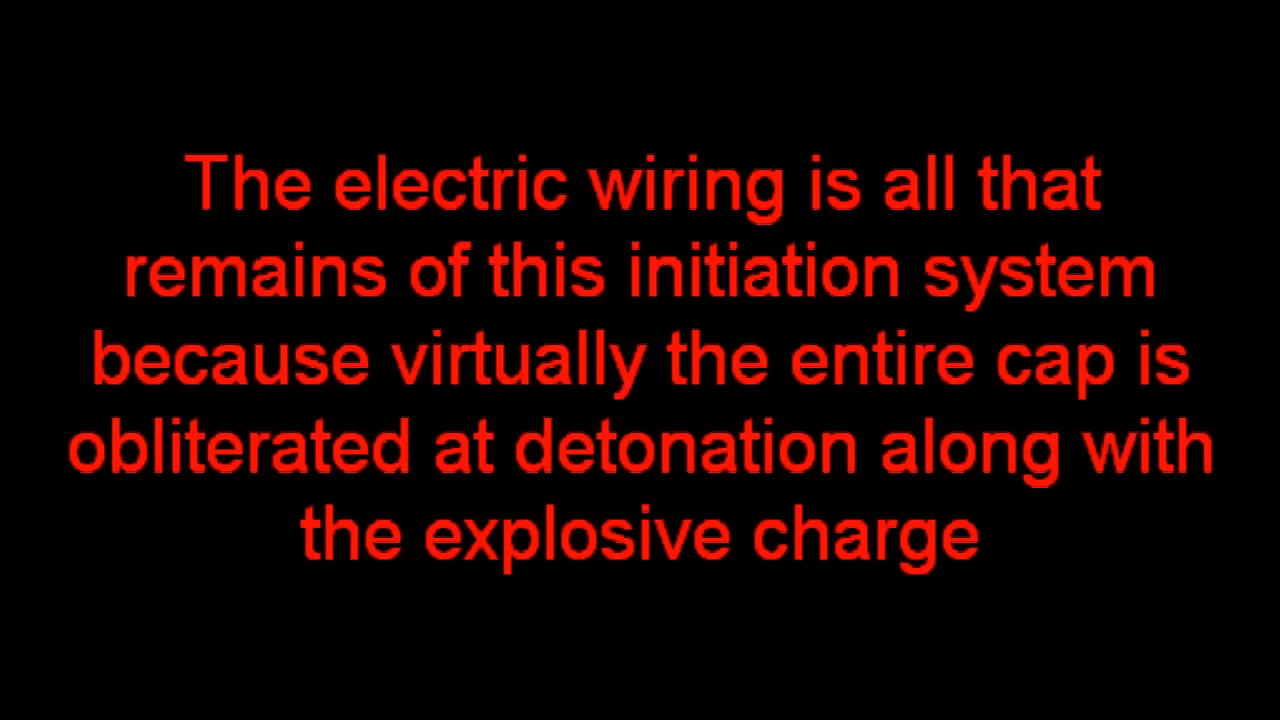 The electric wiring is all that
remains of this initiation system
because virtually the entire cap is
obliterated at detonation along with
the explosive charge